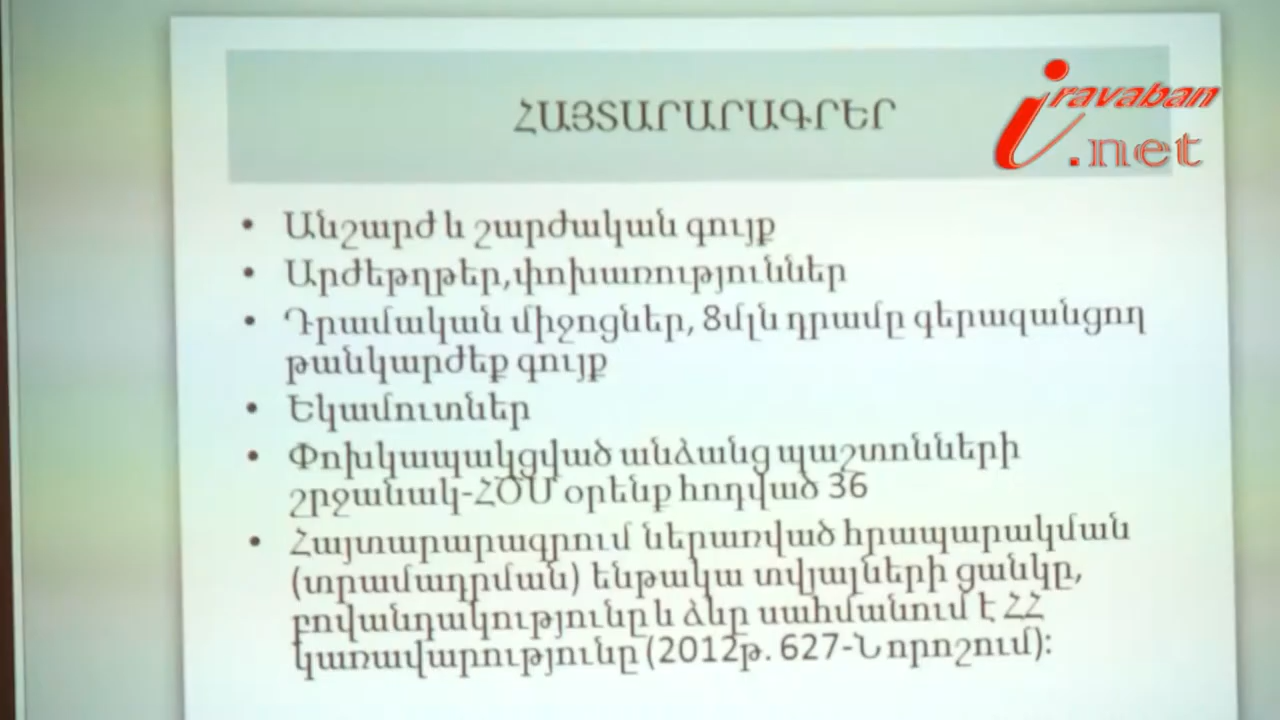 ՀԱՅՏԱՐԱՐԱԳՐԵՐ
iravaban
.net
• Անշարժ և շարժական գույք
• Արժեթղթեր,փոխառություններ
• Դրամական միջոցներ, 8մլն դրամը գերազանցող
թանկարժեք գույք
• Եկամուտներ
• Փոխկապակցված անձանց պաշտոնների
շրջանակ-ՀԾՄ օրենք հոդված 36
• Հայտարարագրում ներառված հրապարակման
(տրամադրման) ենթակա տվյալների ցանկը,
բովանդակությունը և ձևը սահմանում է ՀՀ
կառավարությունը (2012թ. 627-Ն որոշում):